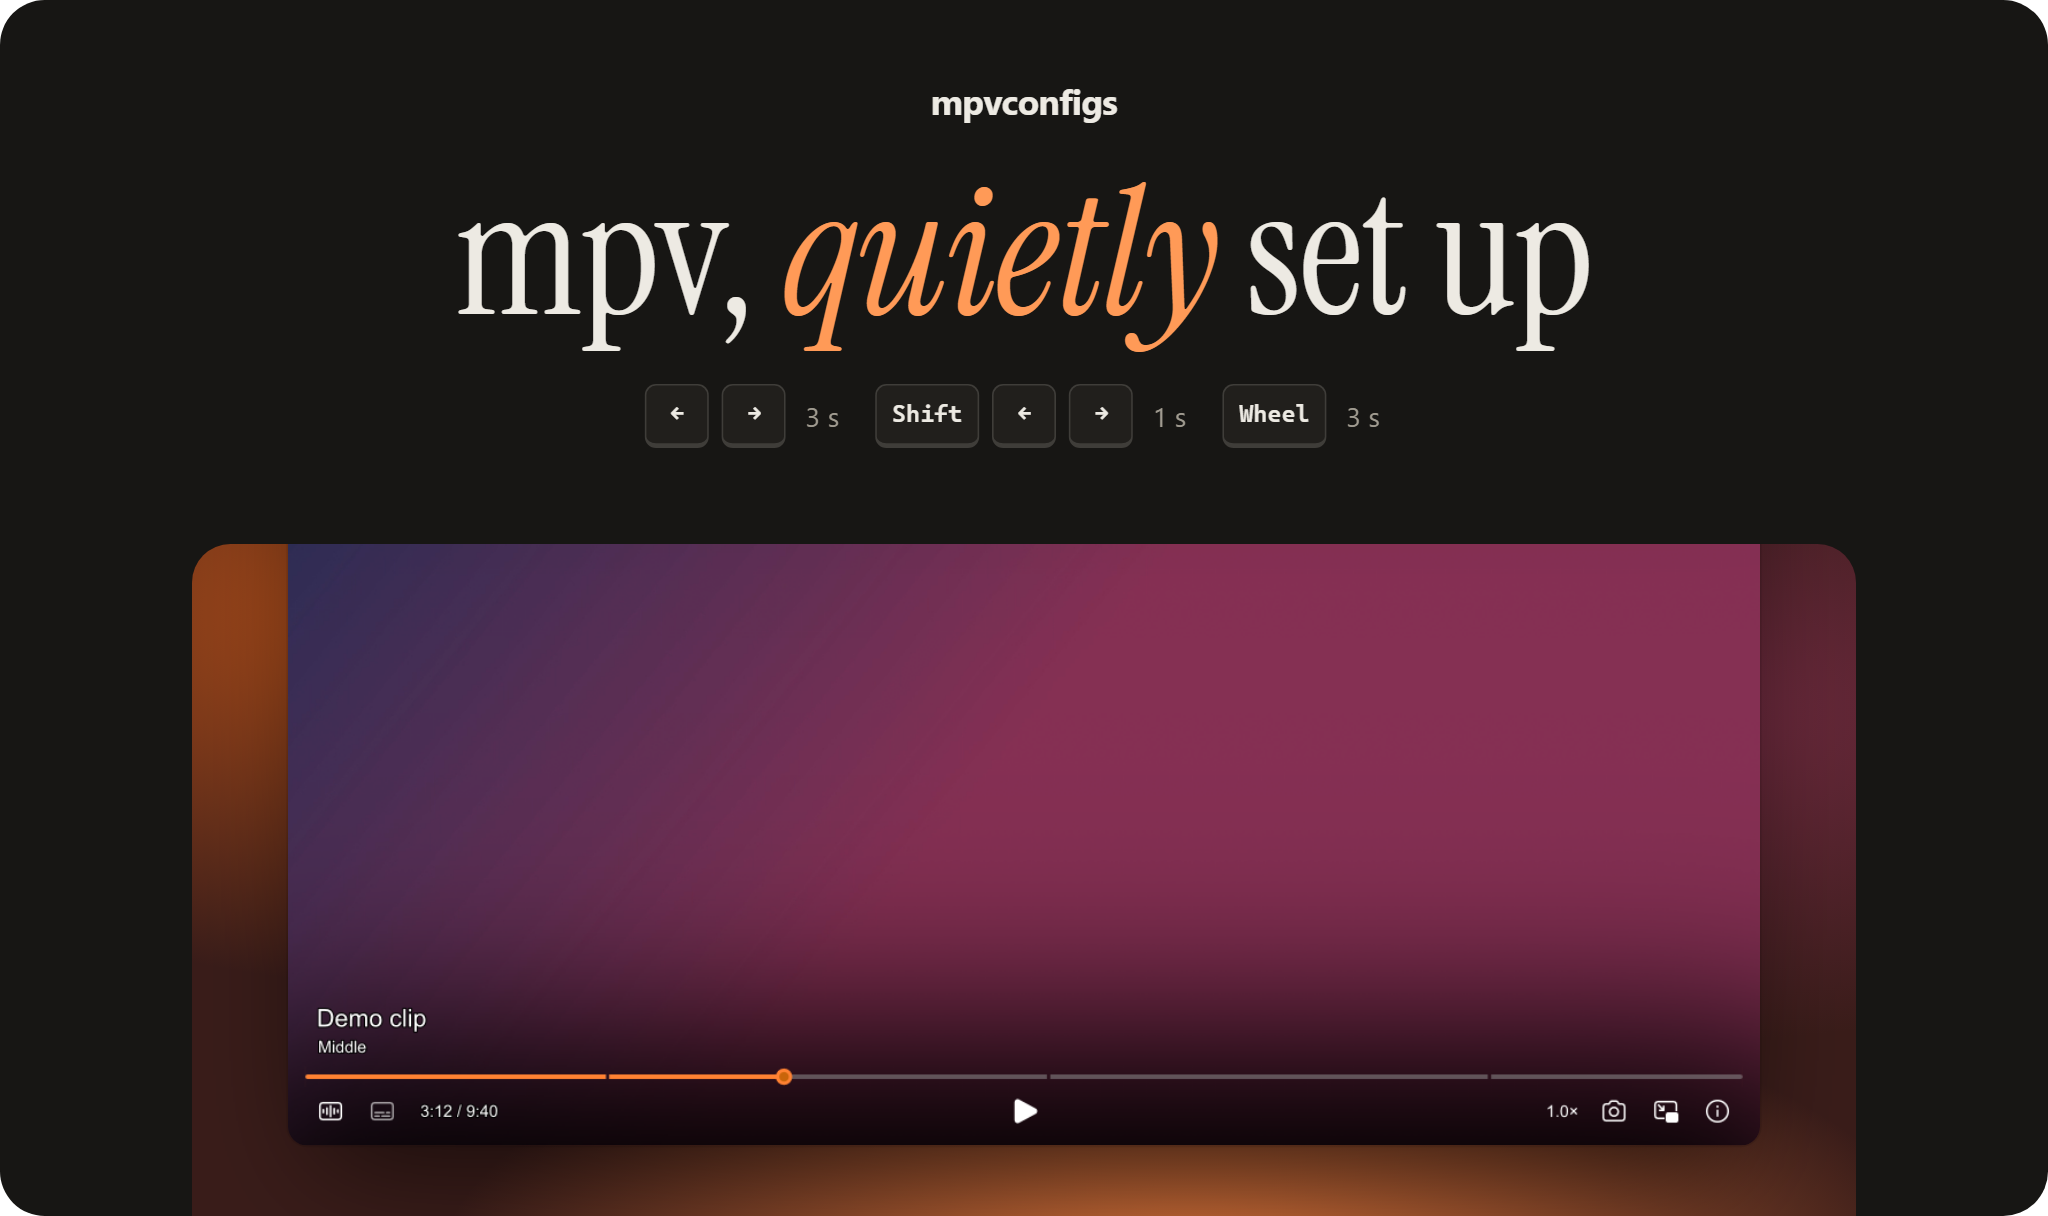 mpvconfigs
mpv, quietly set up
← → 3 s Shift ← → 1 s Wheel 3 s
Demo clip
Middle
3:12 / 9:40 1.0×